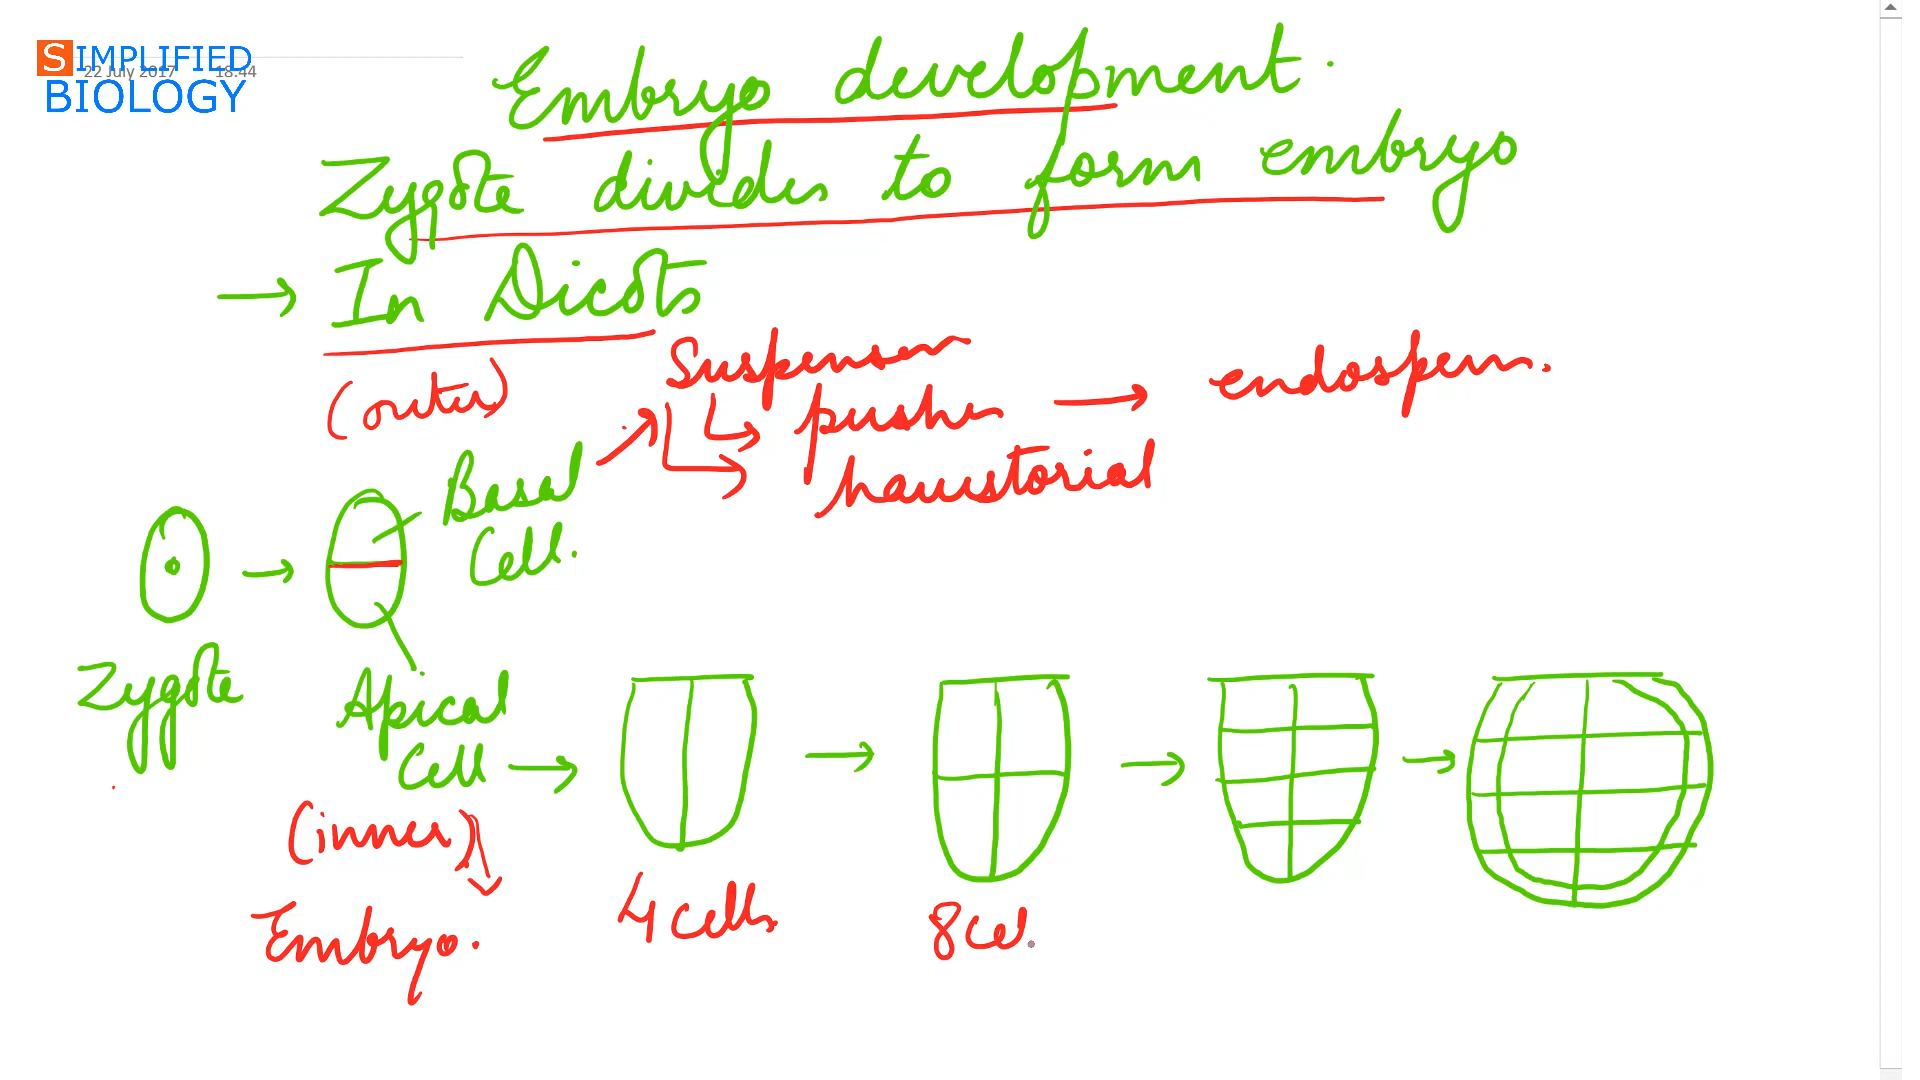 SIMPLIFIED
22 July 2017 18:44
BIOLOGY
Embryo development.
Zygote divides to form embryo
→ In Dicots
(outer)
Suspensor
pushes → endosperm.
haustorial
Basal
Cell.
Zygote
Apical
Cell
(inner)
Embryo.
4 cells
8 cel